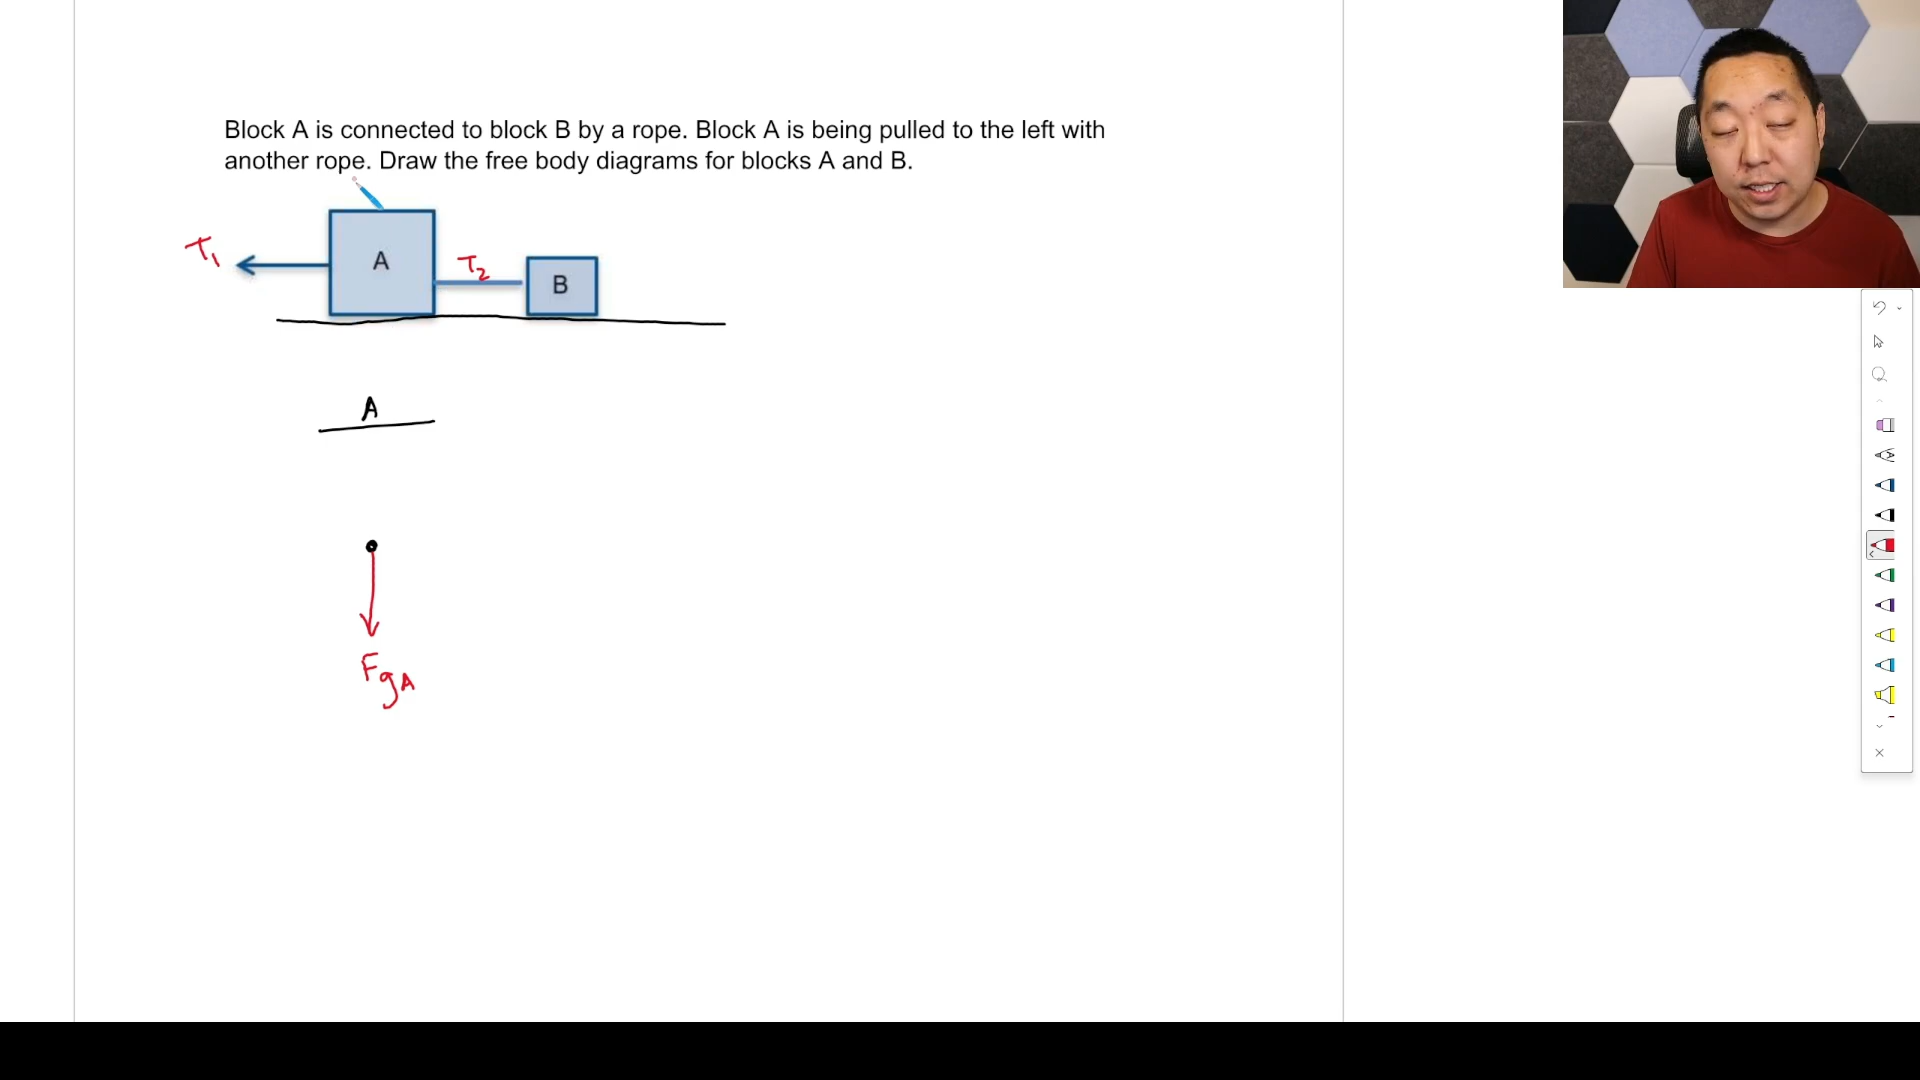 Block A is connected to block B by a rope. Block A is being pulled to the left with
another rope. Draw the free body diagrams for blocks A and B.
T₁
A
T₂
B
A
FgA